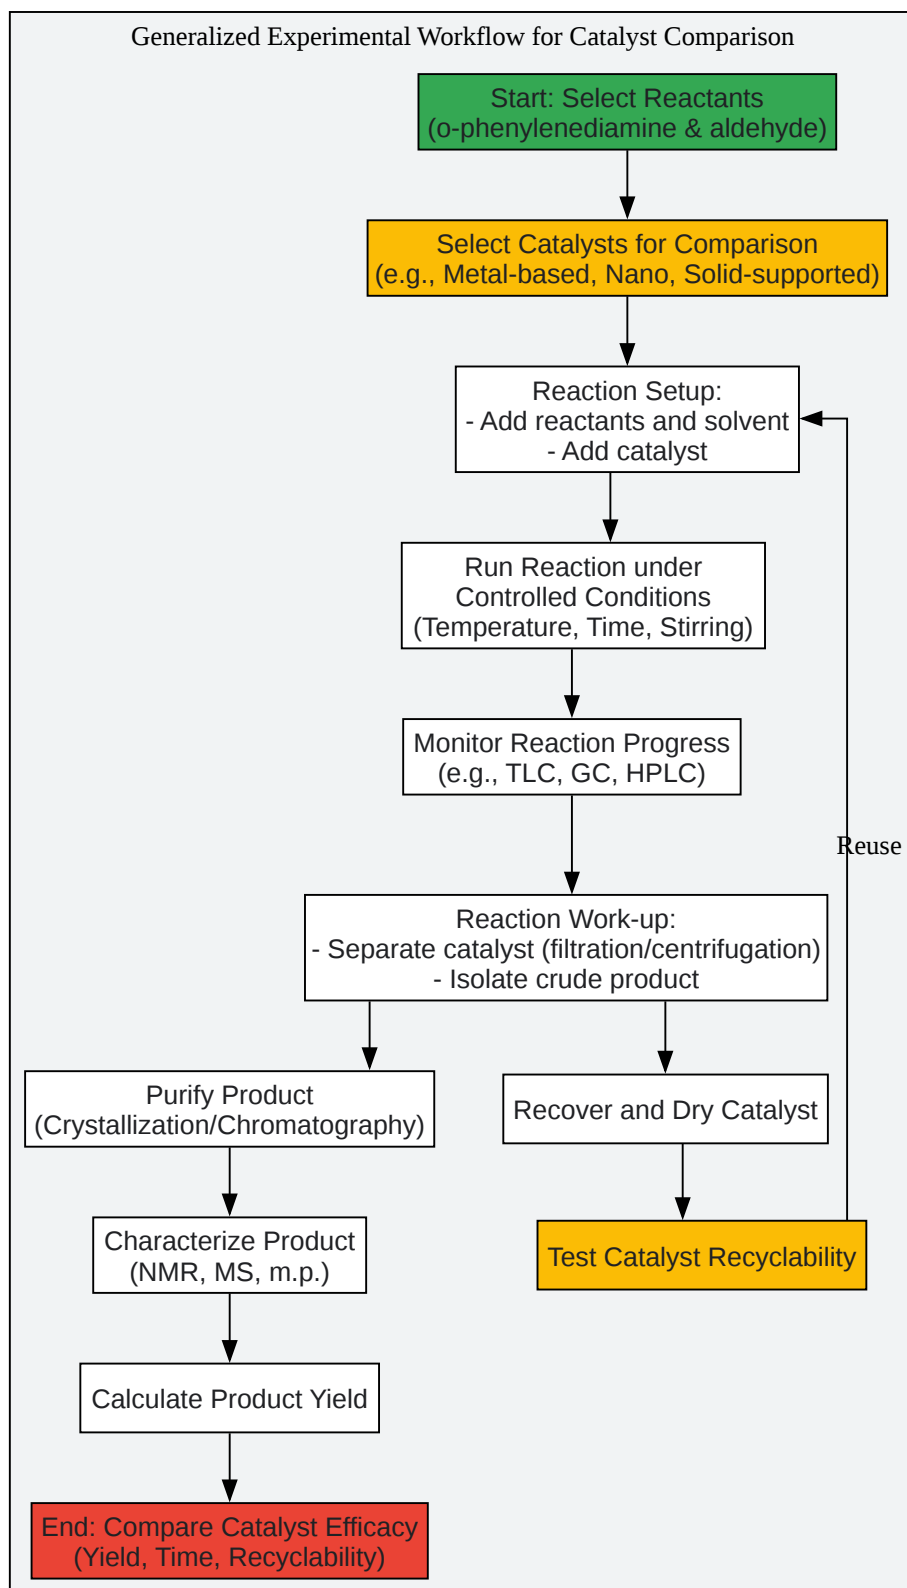 Generalized Experimental Workflow for Catalyst Comparison
Start: Select Reactants
(o-phenylenediamine & aldehyde)
Select Catalysts for Comparison
(e.g., Metal-based, Nano, Solid-supported)
Reaction Setup:
- Add reactants and solvent
- Add catalyst
Run Reaction under
Controlled Conditions
(Temperature, Time, Stirring)
Monitor Reaction Progress
(e.g., TLC, GC, HPLC)
Reuse
Reaction Work-up:
- Separate catalyst (filtration/centrifugation)
- Isolate crude product
Purify Product
(Crystallization/Chromatography)
Recover and Dry Catalyst
Characterize Product
(NMR, MS, m.p.)
Test Catalyst Recyclability
Calculate Product Yield
End: Compare Catalyst Efficacy
(Yield, Time, Recyclability)